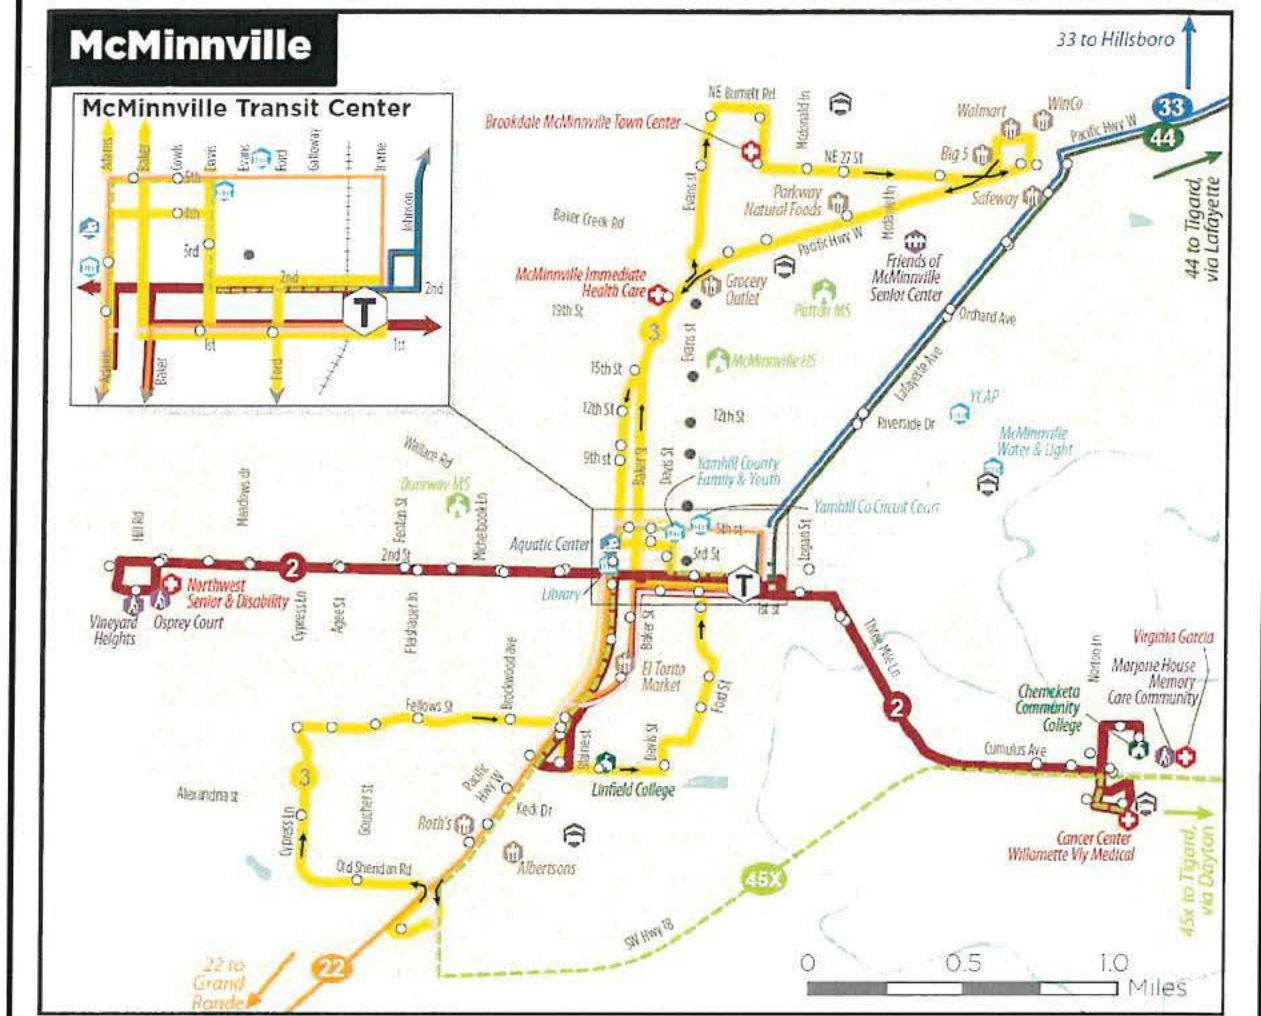 McMinnville
McMinnville Transit Center
Adams
Baker
Cowls
Davis
Evans
Ford
Galloway
Irvine
Johnson
5th
4th
3rd
2nd
2nd
1st
1st
T
Adams
Baker
Ford
33 to Hillsboro
33
44
Pacific Hwy W
44 to Tigard,
via Lafayette
NE Burnett Rd
Mcdonald ln
Walmart
WinCo
Brookdale McMinnville Town Center
Big 5
NE 27 St
Evans st
Parkway
Natural Foods
Safeway
Baker Creek Rd
Pacific Hwy W
Mcdaniel ln
Friends of
McMinnville
Senior Center
McMinnville Immediate
Health Care
Grocery
Outlet
Patton MS
19th St
3
Evans st
Orchard Ave
McMinnville HS
15th St
Lafayette Ave
12th St
12th St
Riverside Dr
YCAP
McMinnville
Water & Light
9th st
Baker St
Davis St
Yamhill County
Family & Youth
Yamhill Co Circuit Court
Wallace Rd
Duniway MS
Meadows dr
Hill Rd
Fenton St
Michelbook Ln
Aquatic Center
5th st
3rd St
Logan St
2
2nd St
Library
T
1st st
Northwest
Senior & Disability
Vineyard
Heights
Osprey Court
Cypress Ln
Agee St
Flashauer ln
Brockwood ave
Baker St
El Torito
Market
Ford St
Three Mile Ln
2
Norton Ln
Virginia Garcia
Marjorie House
Memory
Care Community
Chemeketa
Community
College
Cumulus Ave
Fellows St
Blaine st
Davis St
Linfield College
3
Alexandria st
Goucher st
Cypress Ln
Pacific
Hwy W
Keck Dr
Roth's
Albertsons
Old Sheridan Rd
45X
SW Hwy 18
Cancer Center
Willamette Vly Medical
45x to Tigard,
via Dayton
22 to
Grand
Ronde
22
0 0.5 1.0
Miles